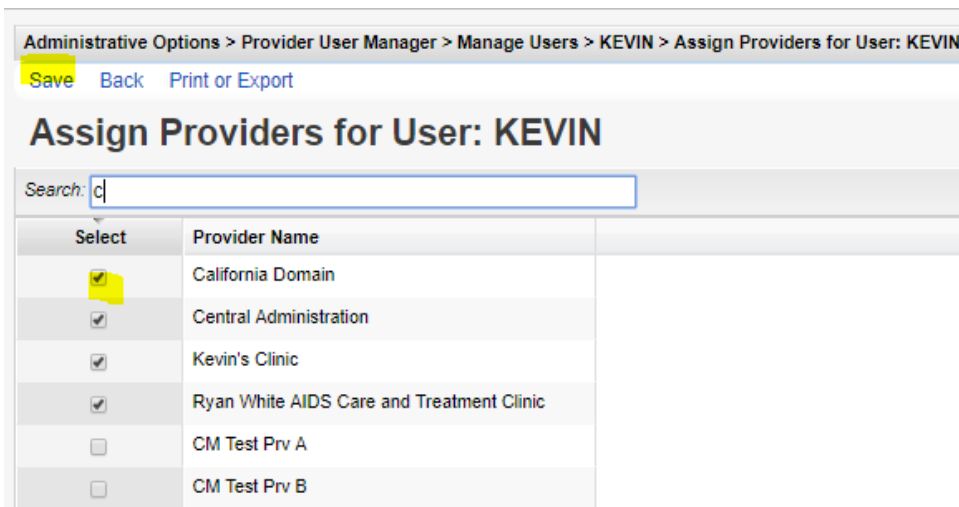 Administrative Options > Provider User Manager > Manage Users > KEVIN > Assign Providers for User: KEVIN
Save Back Print or Export
Assign Providers for User: KEVIN
Search: c
Select Provider Name
California Domain
Central Administration
Kevin's Clinic
Ryan White AIDS Care and Treatment Clinic
CM Test Prv A
CM Test Prv B